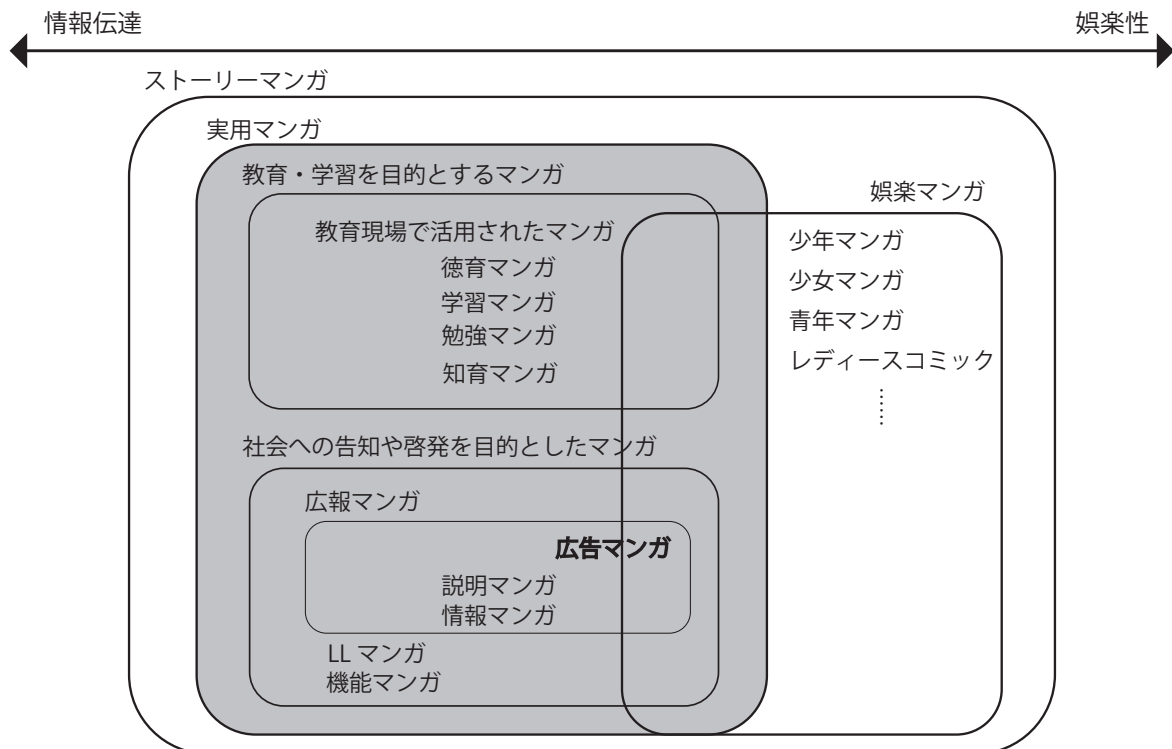 情報伝達
娯楽性
ストーリーマンガ
実用マンガ
教育・学習を目的とするマンガ
娯楽マンガ
教育現場で活用されたマンガ
徳育マンガ
学習マンガ
勉強マンガ
知育マンガ
少年マンガ
少女マンガ
青年マンガ
レディースコミック
……
社会への告知や啓発を目的としたマンガ
広報マンガ
広告マンガ
説明マンガ
情報マンガ
LL マンガ
機能マンガ